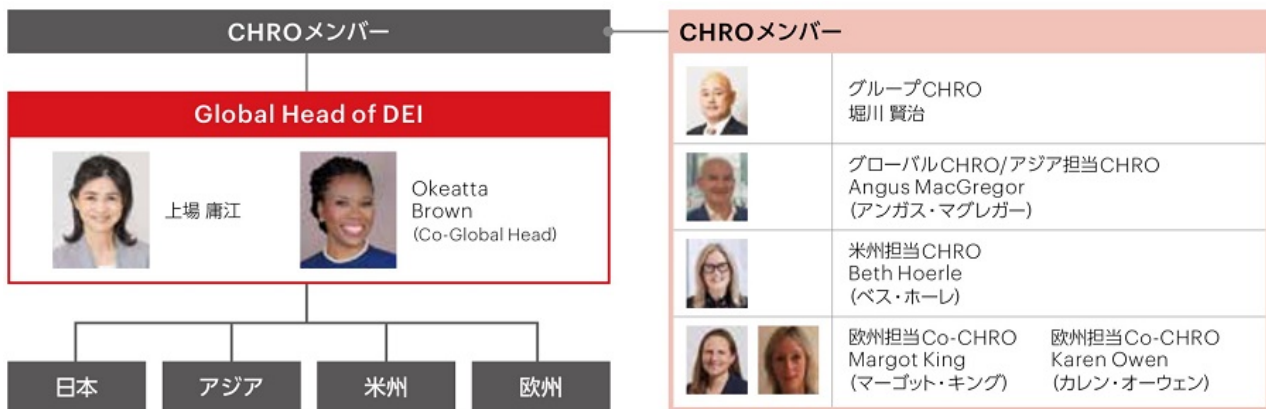 CHROメンバー
Global Head of DEI
上場 庸江
Okeatta
Brown
(Co-Global Head)
日本
アジア
米州
欧州
CHROメンバー
グループCHRO
堀川 賢治
グローバルCHRO/アジア担当CHRO
Angus MacGregor
(アンガス・マグレガー)
米州担当CHRO
Beth Hoerle
(ベス・ホーレ)
欧州担当Co-CHRO
Margot King
(マーゴット・キング)
欧州担当Co-CHRO
Karen Owen
(カレン・オーウェン)